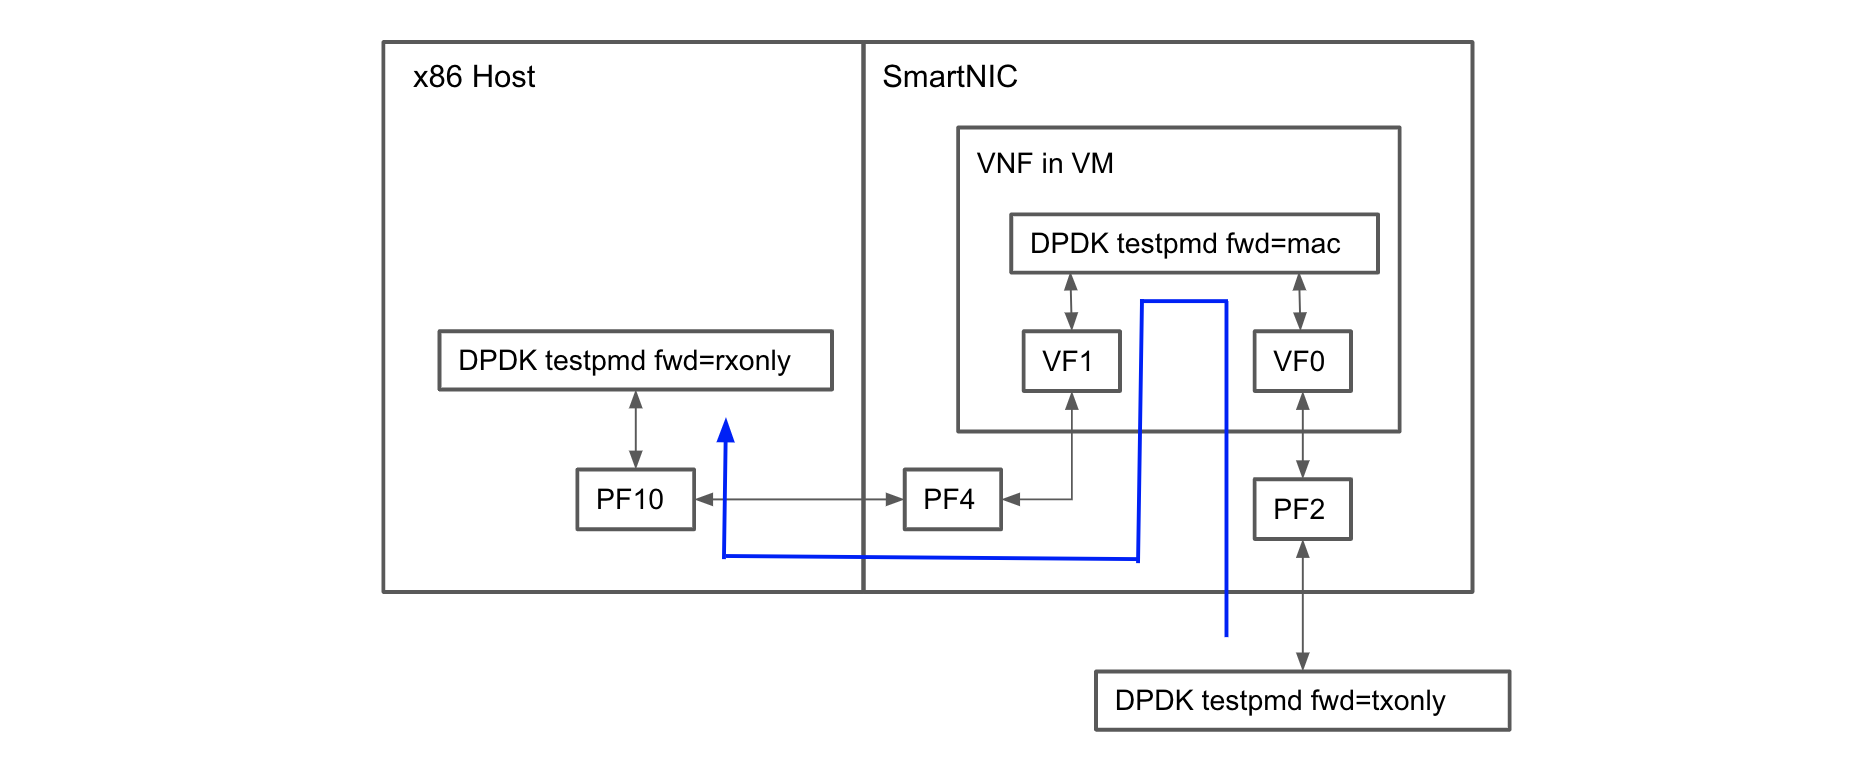 x86 Host
SmartNIC
VNF in VM
DPDK testpmd fwd=mac
DPDK testpmd fwd=rxonly
VF1
VF0
PF10
PF4
PF2
DPDK testpmd fwd=txonly